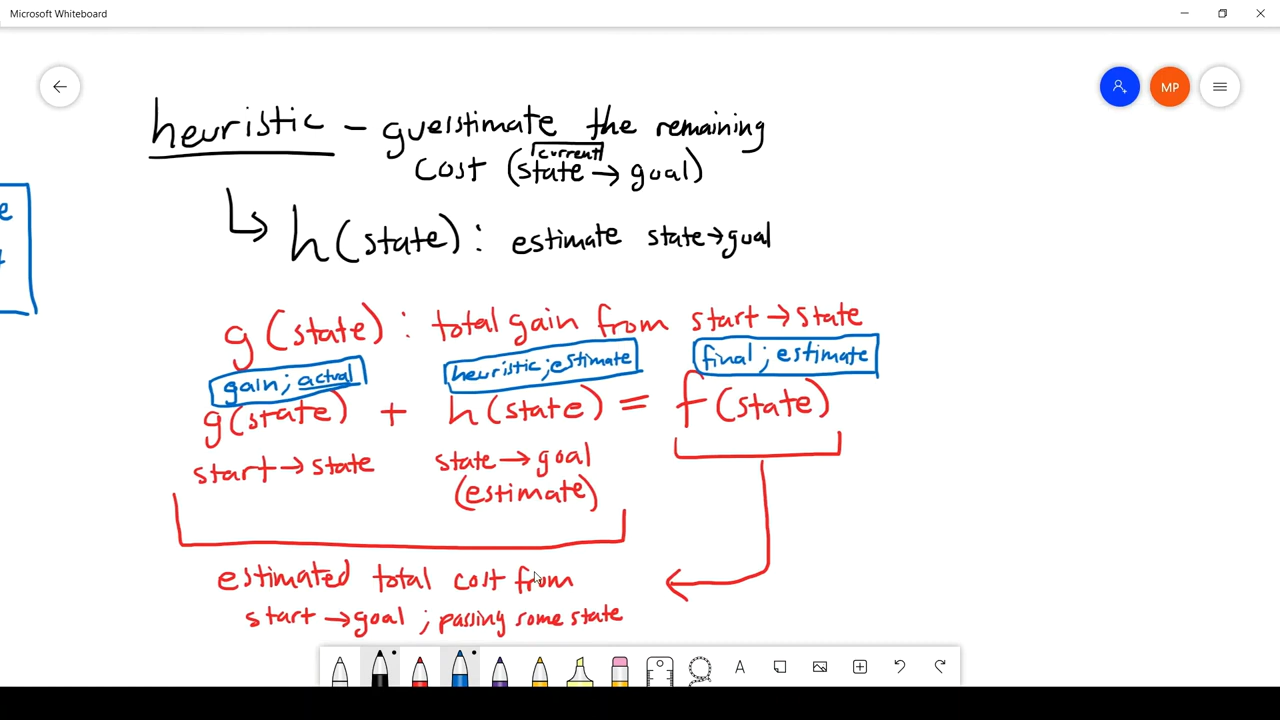 Microsoft Whiteboard
MP
heuristic - guesstimate the remaining
current
cost (state → goal)
e
h(state): estimate state→goal
g(state): total gain from start → state
gain; actual heuristic; estimate final; estimate
g(state) + h(state) = f(state)
start → state state → goal
(estimate)
estimated total cost from
start → goal ; passing some state
A